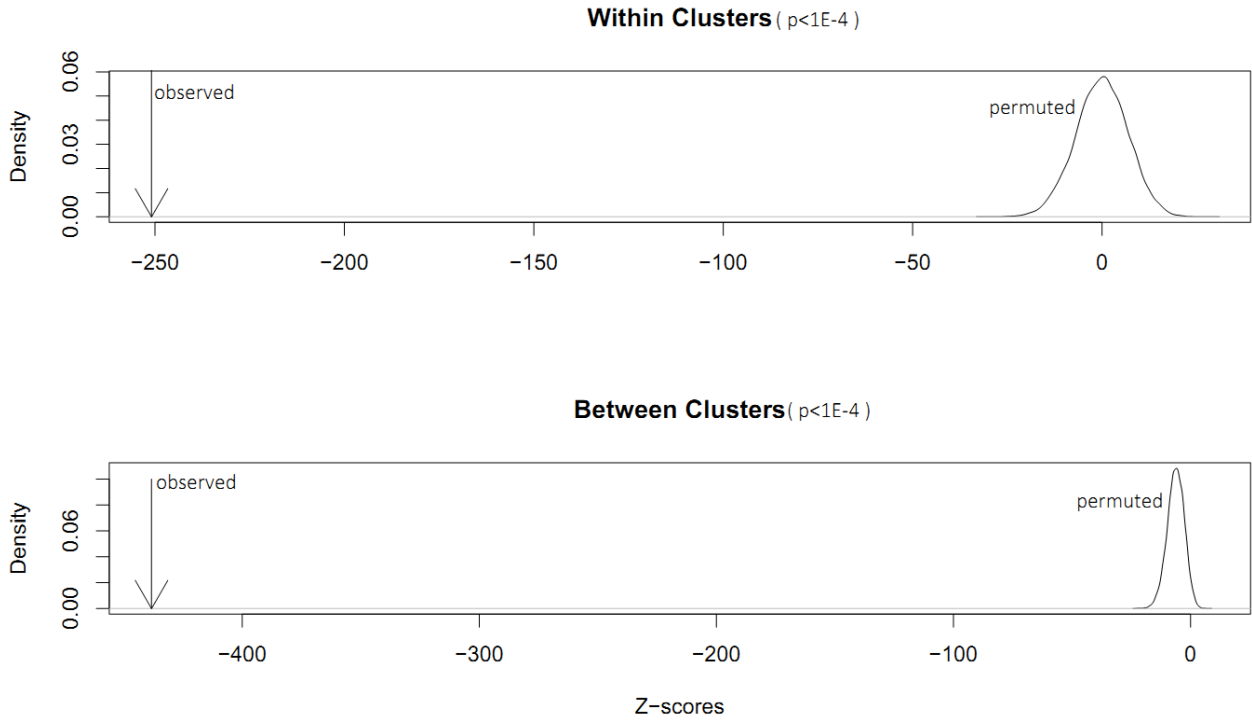 Within Clusters ( p<1E-4 )
Density
0.06
0.03
0.00
observed
permuted
−250
−200
−150
−100
−50
0
Between Clusters ( p<1E-4 )
Density
0.06
0.00
observed
permuted
−400
−300
−200
−100
0
Z−scores